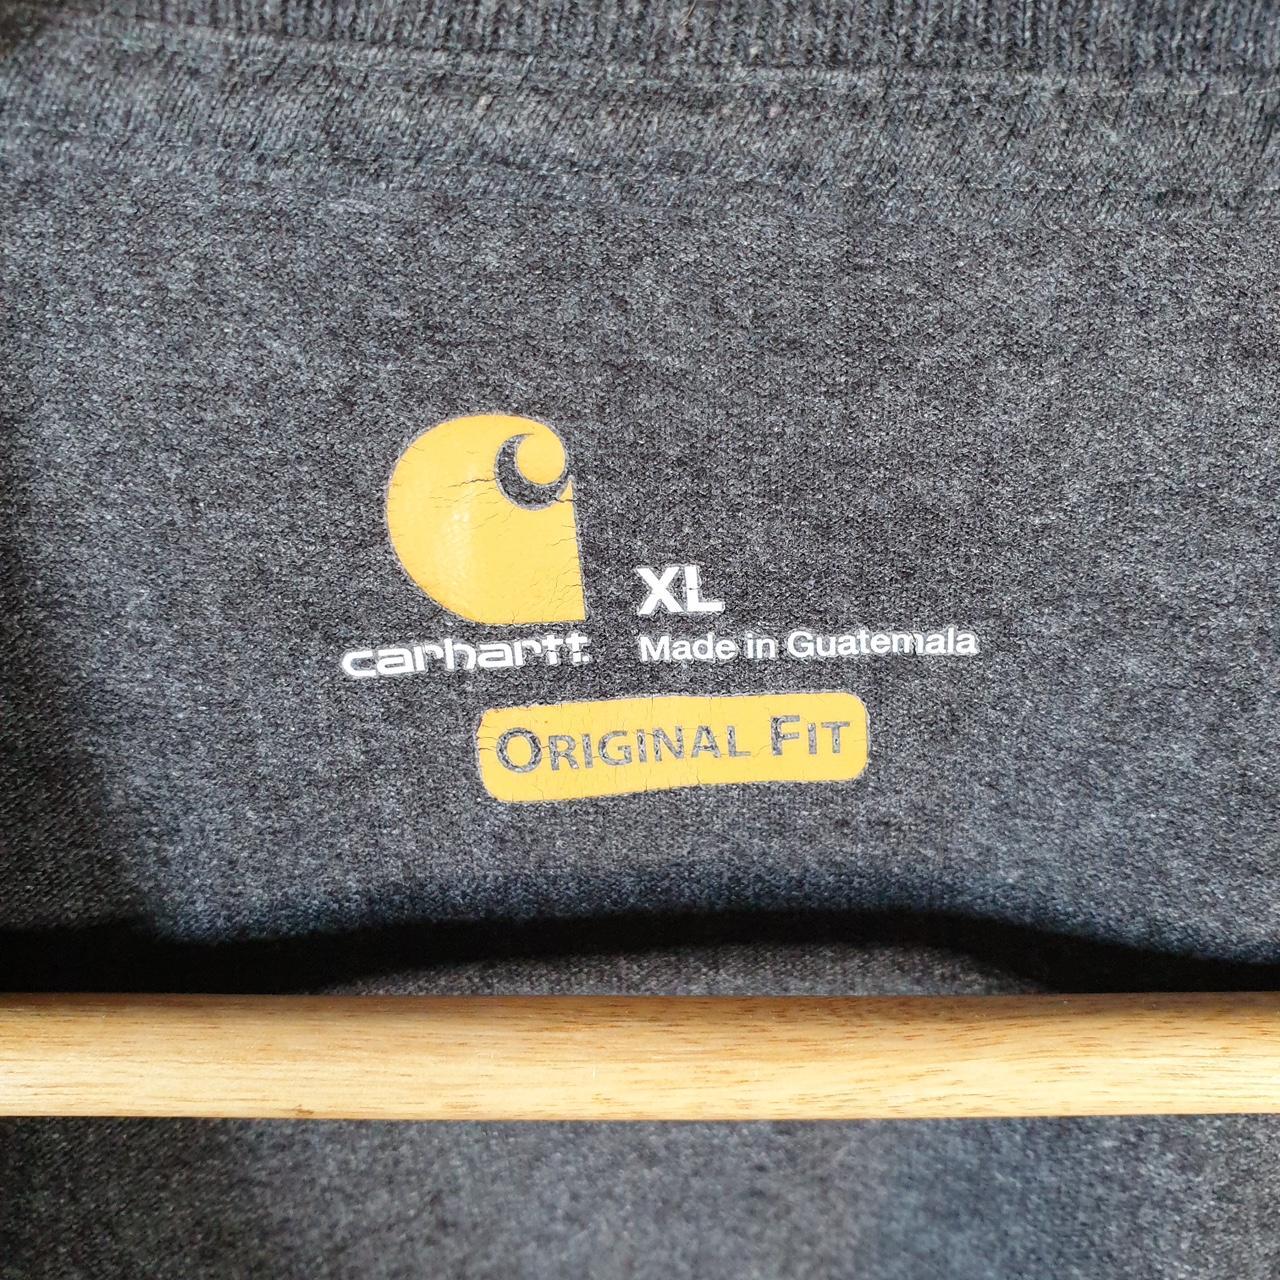 XL
carhartt
Made in Guatemala
ORIGINAL FIT